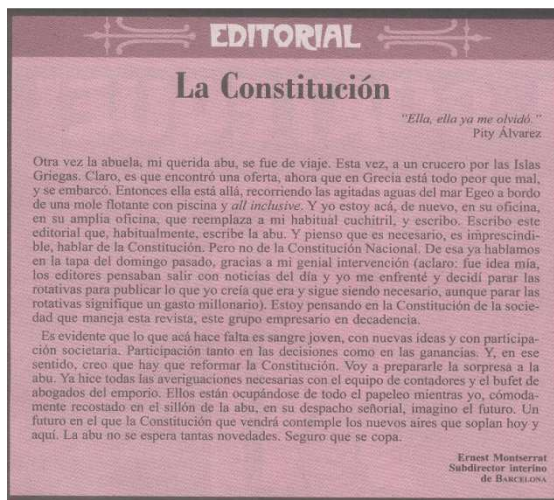 EDITORIAL
La Constitución
"Ella, ella ya me olvidó."
Pity Álvarez
Otra vez la abuela, mi querida abu, se fue de viaje. Esta vez, a un crucero por las Islas
Griegas. Claro, es que encontró una oferta, ahora que en Grecia está todo peor que mal,
y se embarcó. Entonces ella está allá, recorriendo las agitadas aguas del mar Egeo a bordo
de una mole flotante con piscina y all inclusive. Y yo estoy acá, de nuevo, en su oficina,
en su amplia oficina, que reemplaza a mi habitual cuchitril, y escribo. Escribo este
editorial que, habitualmente, escribe la abu. Y pienso que es necesario, es imprescindi-
ble, hablar de la Constitución. Pero no de la Constitución Nacional. De esa ya hablamos
en la tapa del domingo pasado, gracias a mi genial intervención (aclaro: fue idea mía,
los editores pensaban salir con noticias del día y yo me enfrenté y decidí parar las
rotativas para publicar lo que yo creía que era y sigue siendo necesario, aunque parar las
rotativas signifique un gasto millonario). Estoy pensando en la Constitución de la socie-
dad que maneja esta revista, este grupo empresario en decadencia.
Es evidente que lo que acá hace falta es sangre joven, con nuevas ideas y con participa-
ción societaria. Participación tanto en las decisiones como en las ganancias. Y, en ese
sentido, creo que hay que reformar la Constitución. Voy a prepararle la sorpresa a la
abu. Ya hice todas las averiguaciones necesarias con el equipo de contadores y el bufet de
abogados del emporio. Ellos están ocupándose de todo el papeleo mientras yo, cómoda-
mente recostado en el sillón de la abu, en su despacho señorial, imagino el futuro. Un
futuro en el que la Constitución que vendrá contemple los nuevos aires que soplan hoy y
aquí. La abu no se espera tantas novedades. Seguro que se copa.
Ernest Montserrat
Subdirector interino
de BARCELONA